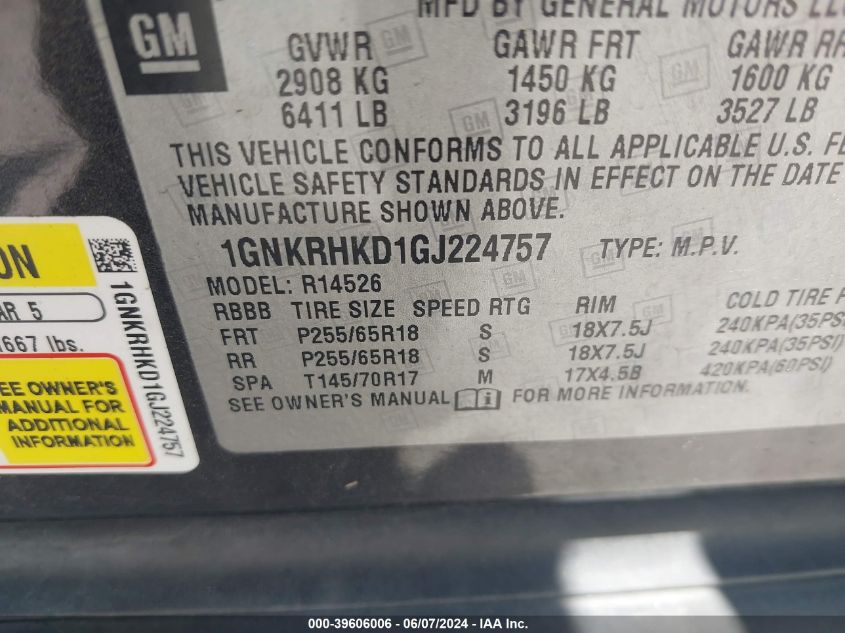 MFD BY GENERAL MOTORS LLC
GM
GVWR GAWR FRT GAWR RR
2908 KG 1450 KG 1600 KG
6411 LB 3196 LB 3527 LB
THIS VEHICLE CONFORMS TO ALL APPLICABLE U.S. FE
VEHICLE SAFETY STANDARDS IN EFFECT ON THE DATE
MANUFACTURE SHOWN ABOVE.
1GNKRHKD1GJ224757 TYPE: M.P.V.
MODEL: R14526
RBBB TIRE SIZE SPEED RTG RIM COLD TIRE P
FRT P255/65R18 S 18X7.5J 240KPA(35PSI
RR P255/65R18 S 18X7.5J 240KPA(35PSI)
SPA T145/70R17 M 17X4.5B 420KPA(60PSI)
SEE OWNER'S MANUAL FOR MORE INFORMATION.
ON
AR 5
667 lbs.
SEE OWNER'S
MANUAL FOR
ADDITIONAL
INFORMATION
1GNKRHKD1GJ224757
000-39606006 - 06/07/2024 - IAA Inc.